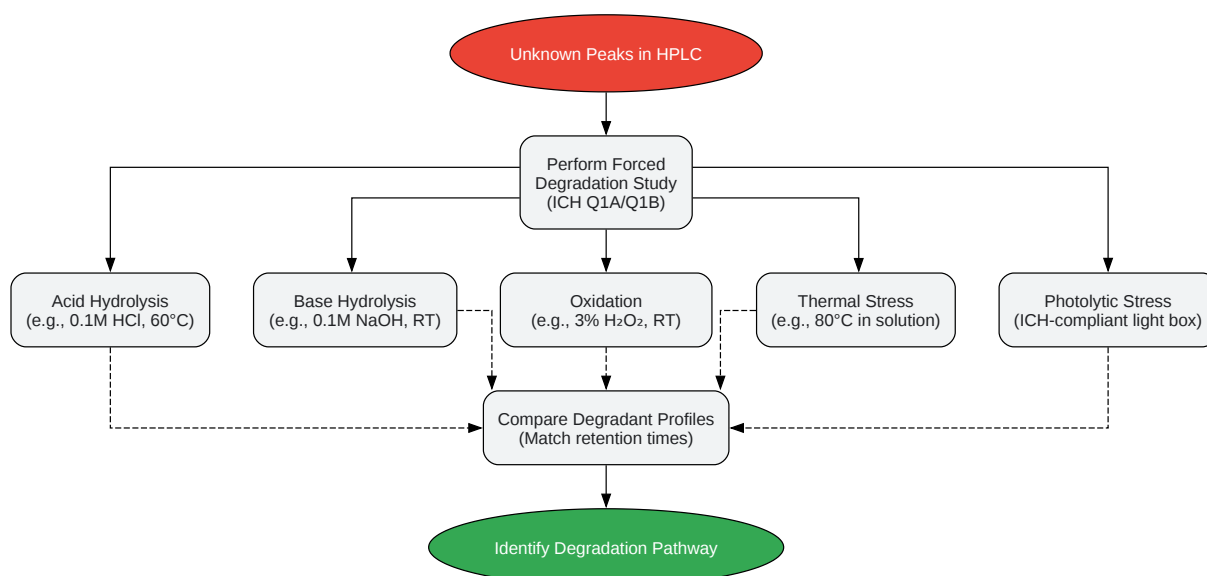 Unknown Peaks in HPLC
Perform Forced
Degradation Study
(ICH Q1A/Q1B)
Acid Hydrolysis
(e.g., 0.1M HCl, 60°C)
Base Hydrolysis
(e.g., 0.1M NaOH, RT)
Oxidation
(e.g., 3% H₂O₂, RT)
Thermal Stress
(e.g., 80°C in solution)
Photolytic Stress
(ICH-compliant light box)
Compare Degradant Profiles
(Match retention times)
Identify Degradation Pathway